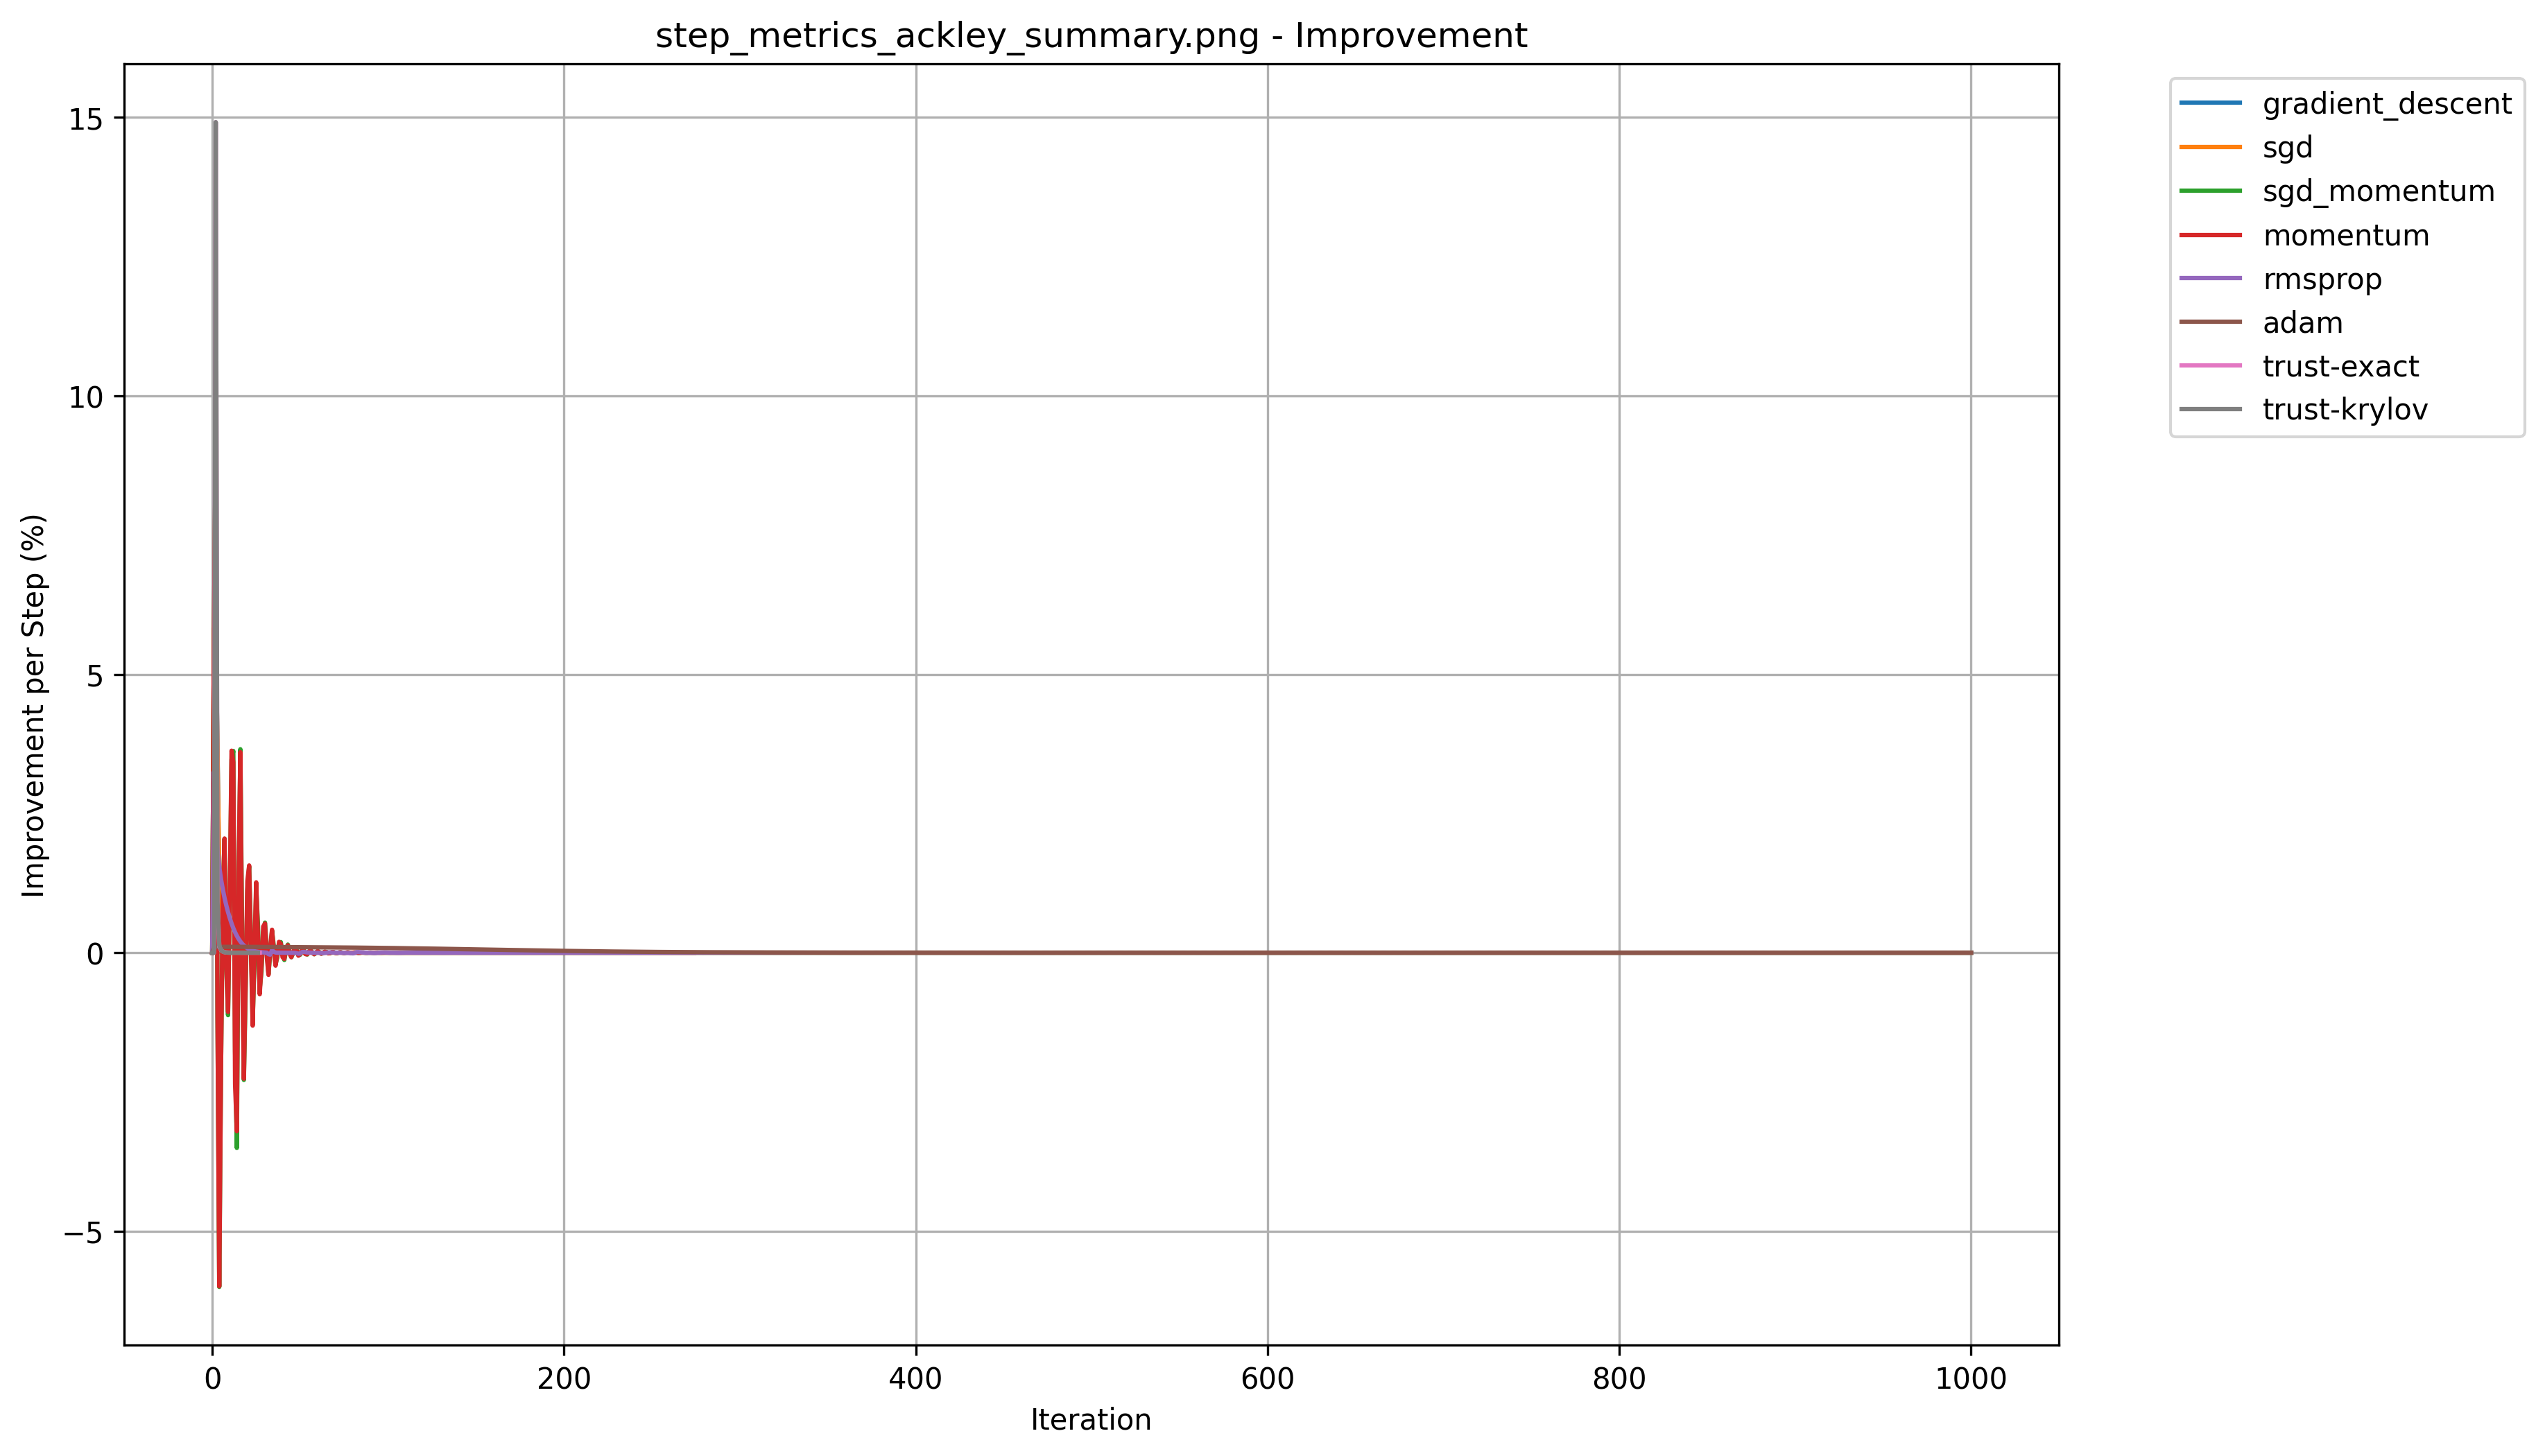 step_metrics_ackley_summary.png - Improvement
15
10
5
0
−5
Improvement per Step (%)
0
200
400
600
800
1000
Iteration
gradient_descent
sgd
sgd_momentum
momentum
rmsprop
adam
trust-exact
trust-krylov